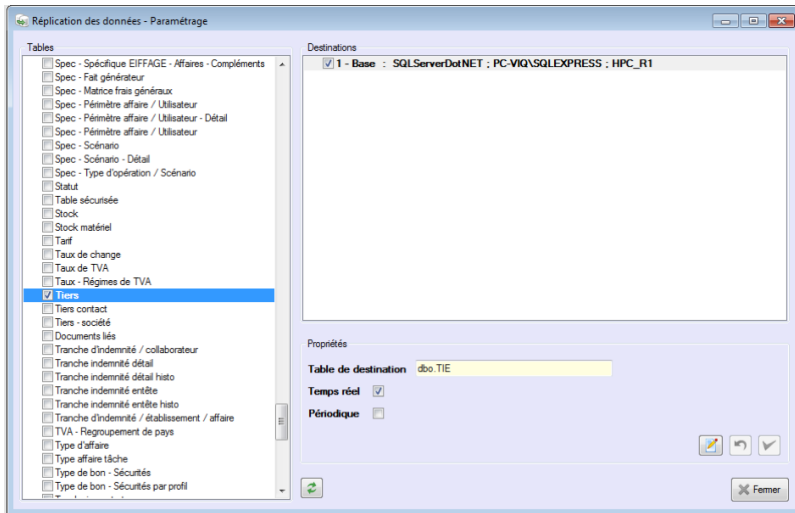 Réplication des données - Paramétrage
Tables
Spec - Spécifique EIFFAGE - Affaires - Compléments
Spec - Fait générateur
Spec - Matrice frais généraux
Spec - Périmètre affaire / Utilisateur
Spec - Périmètre affaire / Utilisateur - Détail
Spec - Périmètre affaire / Utilisateur
Spec - Scénario
Spec - Scénario - Détail
Spec - Type d'opération / Scénario
Statut
Table sécurisée
Stock
Stock matériel
Tarif
Taux de change
Taux de TVA
Taux - Régimes de TVA
Tiers
Tiers contact
Tiers - société
Documents liés
Tranche d'indemnité / collaborateur
Tranche indemnité détail
Tranche indemnité détail histo
Tranche indemnité entête
Tranche indemnité entête histo
Tranche d'indemnité / établissement / affaire
TVA - Regroupement de pays
Type d'affaire
Type affaire tâche
Type de bon - Sécurités
Type de bon - Sécurités par profil
Destinations
1 - Base : SQLServerDotNET ; PC-VIQ\SQLEXPRESS ; HPC_R1
Propriétés
Table de destination dbo.TIE
Temps réel
Périodique
Fermer